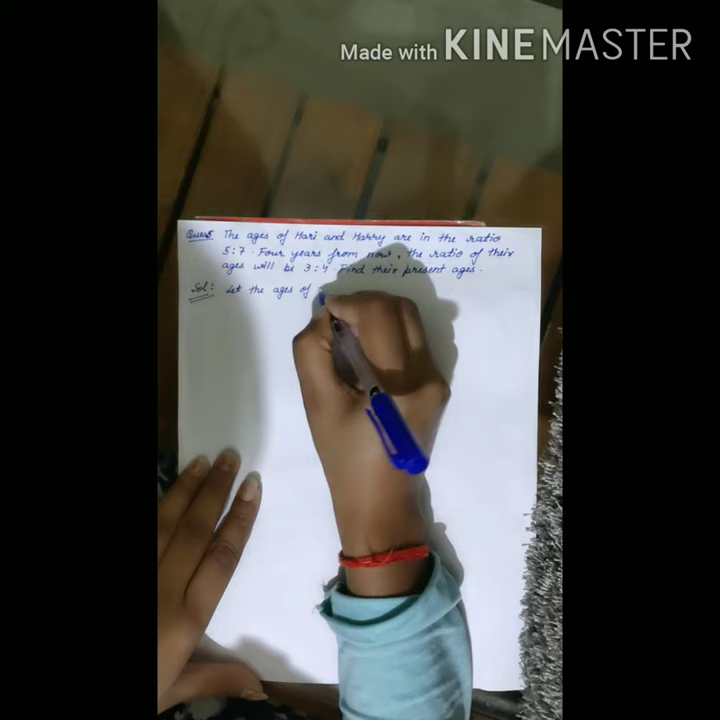 Made with KINEMASTER
Ques5. The ages of Hari and Harry are in the ratio
5:7. Four years from now, the ratio of their
ages will be 3:4. Find their present ages.
Sol: Let the ages of